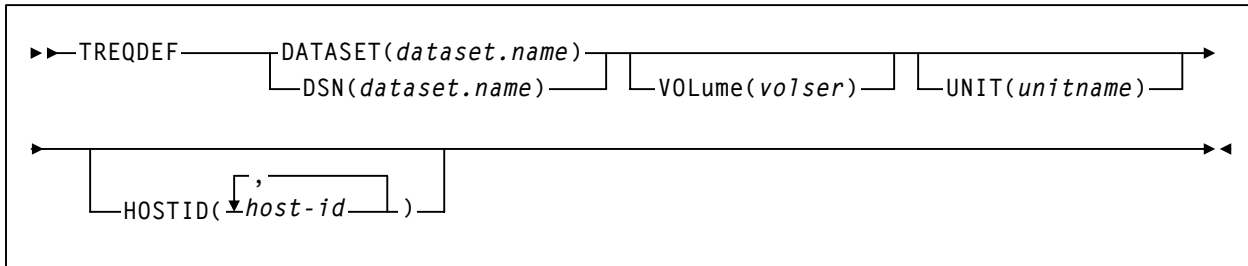 TREQDEF DATASET(dataset.name)
DSN(dataset.name) VOLume(volser) UNIT(unitname)
,
HOSTID( host-id )